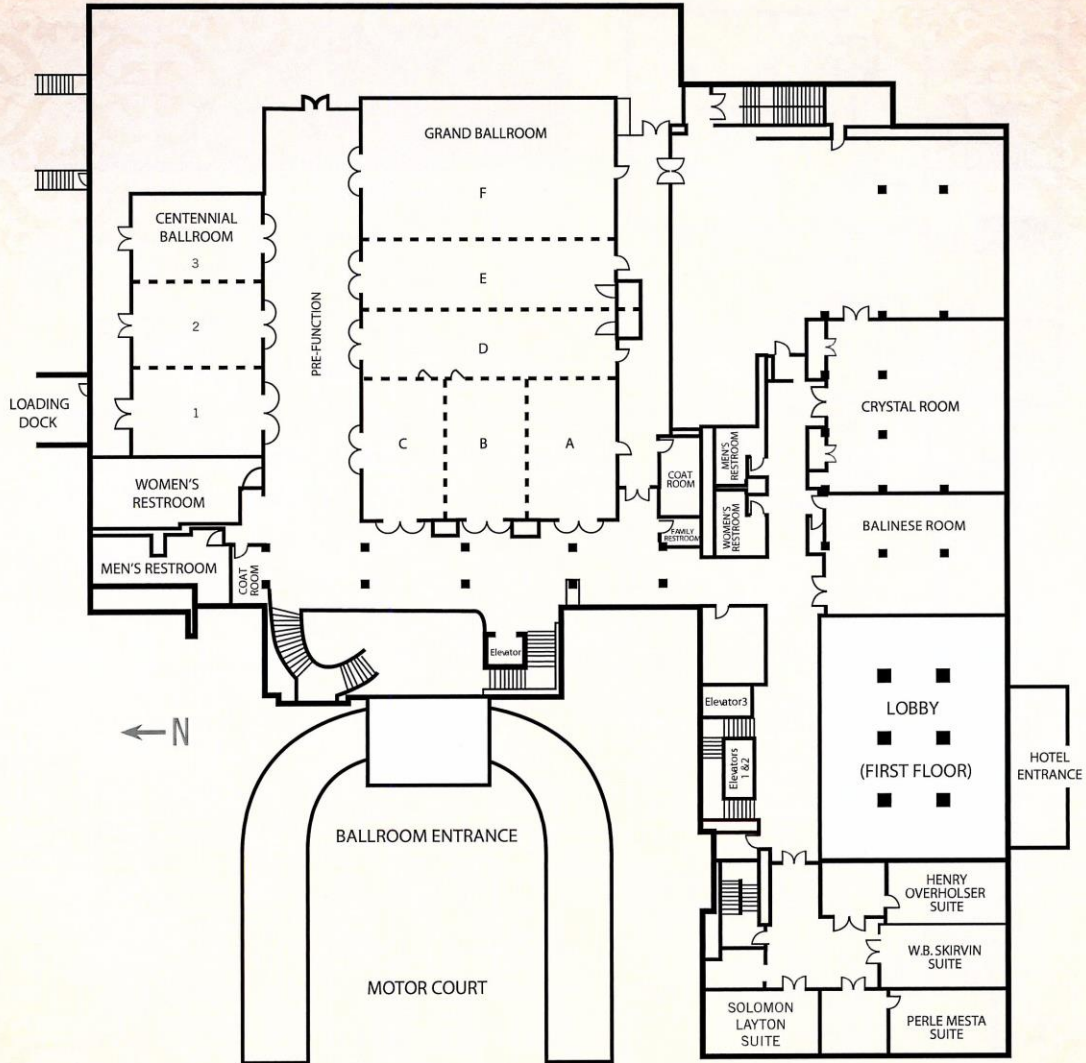 GRAND BALLROOM
F
E
D
C
B
A
CENTENNIAL
BALLROOM
3
2
1
PRE-FUNCTION
LOADING
DOCK
WOMEN'S
RESTROOM
MEN'S RESTROOM
COAT
ROOM
COAT
ROOM
FAMILY
RESTROOM
MEN'S
RESTROOM
WOMEN'S
RESTROOM
CRYSTAL ROOM
BALINESE ROOM
Elevator
Elevator3
Elevators
1 &2
LOBBY
(FIRST FLOOR)
HOTEL
ENTRANCE
N
BALLROOM ENTRANCE
MOTOR COURT
HENRY
OVERHOLSER
SUITE
W.B. SKIRVIN
SUITE
SOLOMON
LAYTON
SUITE
PERLE MESTA
SUITE